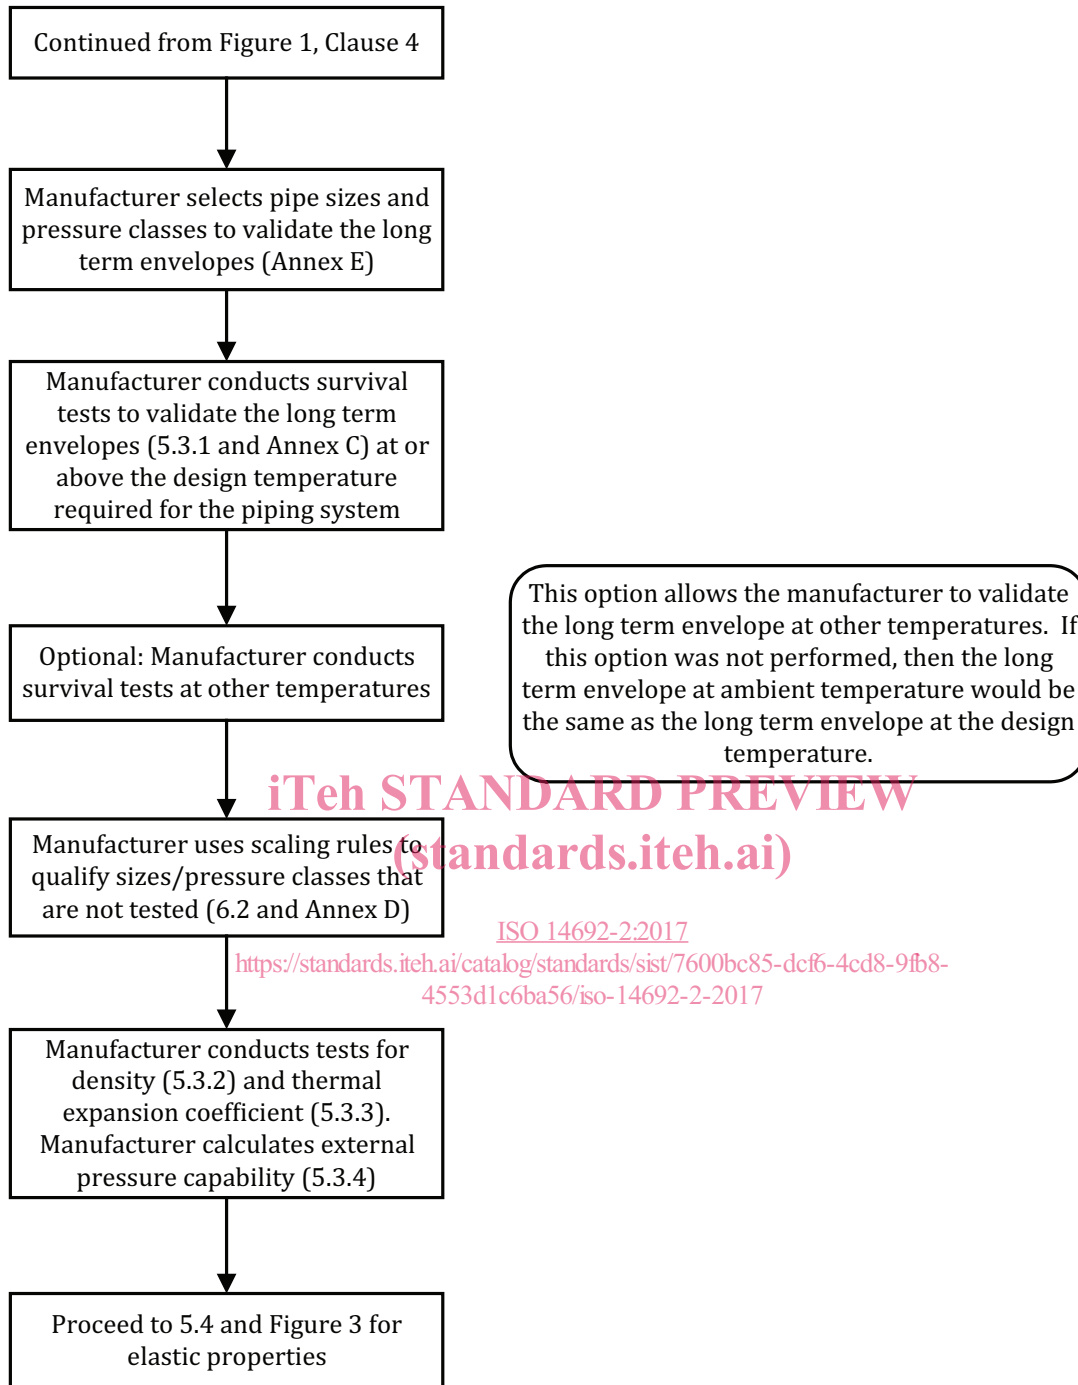 Continued from Figure 1, Clause 4
Manufacturer selects pipe sizes and
pressure classes to validate the long
term envelopes (Annex E)
Manufacturer conducts survival
tests to validate the long term
envelopes (5.3.1 and Annex C) at or
above the design temperature
required for the piping system
Optional: Manufacturer conducts
survival tests at other temperatures
This option allows the manufacturer to validate
the long term envelope at other temperatures.  If
this option was not performed, then the long
term envelope at ambient temperature would be
the same as the long term envelope at the design
temperature.
iTeh STANDARD PREVIEW
(standards.iteh.ai)
Manufacturer uses scaling rules to
qualify sizes/pressure classes that
are not tested (6.2 and Annex D)
ISO 14692-2:2017
https://standards.iteh.ai/catalog/standards/sist/7600bc85-dcf6-4cd8-9fb8-
4553d1c6ba56/iso-14692-2-2017
Manufacturer conducts tests for
density (5.3.2) and thermal
expansion coefficient (5.3.3).
Manufacturer calculates external
pressure capability (5.3.4)
Proceed to 5.4 and Figure 3 for
elastic properties